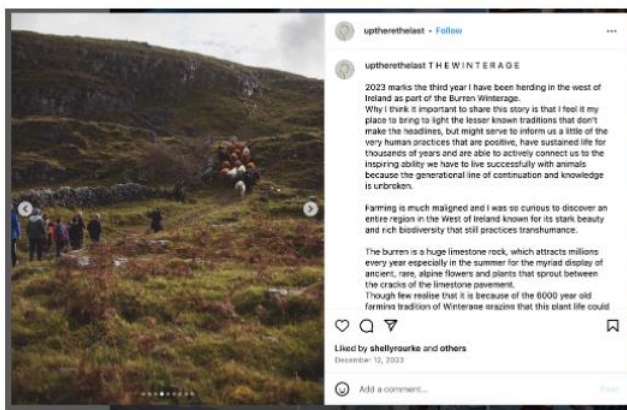 uptherethelast • Follow
uptherethelast T H E W I N T E R A G E
2023 marks the third year I have been herding in the west of
Ireland as part of the Burren Winterage.
Why I think it important to share this story is that I feel it my
place to bring to light the lesser known traditions that don't
make the headlines, but might serve to inform us a little of the
very human practices that are positive, have sustained life for
thousands of years and are able to actively connect us to the
inspiring ability we have to live successfully with animals
because the generational line of continuation and knowledge
is unbroken.
Farming is much maligned and I was so curious to discover an
entire region in the West of Ireland known for its stark beauty
and rich biodiversity that still practices transhumance.
The burren is a huge limestone rock, which attracts millions
every year especially in the summer for the myriad display of
ancient, rare, alpine flowers and plants that sprout between
the cracks of the limestone pavement.
Though few realise that it is because of the 6000 year old
farming tradition of Winterage grazing that this plant life could
Liked by shellyrourke and others
December 12, 2023
Add a comment...
Post